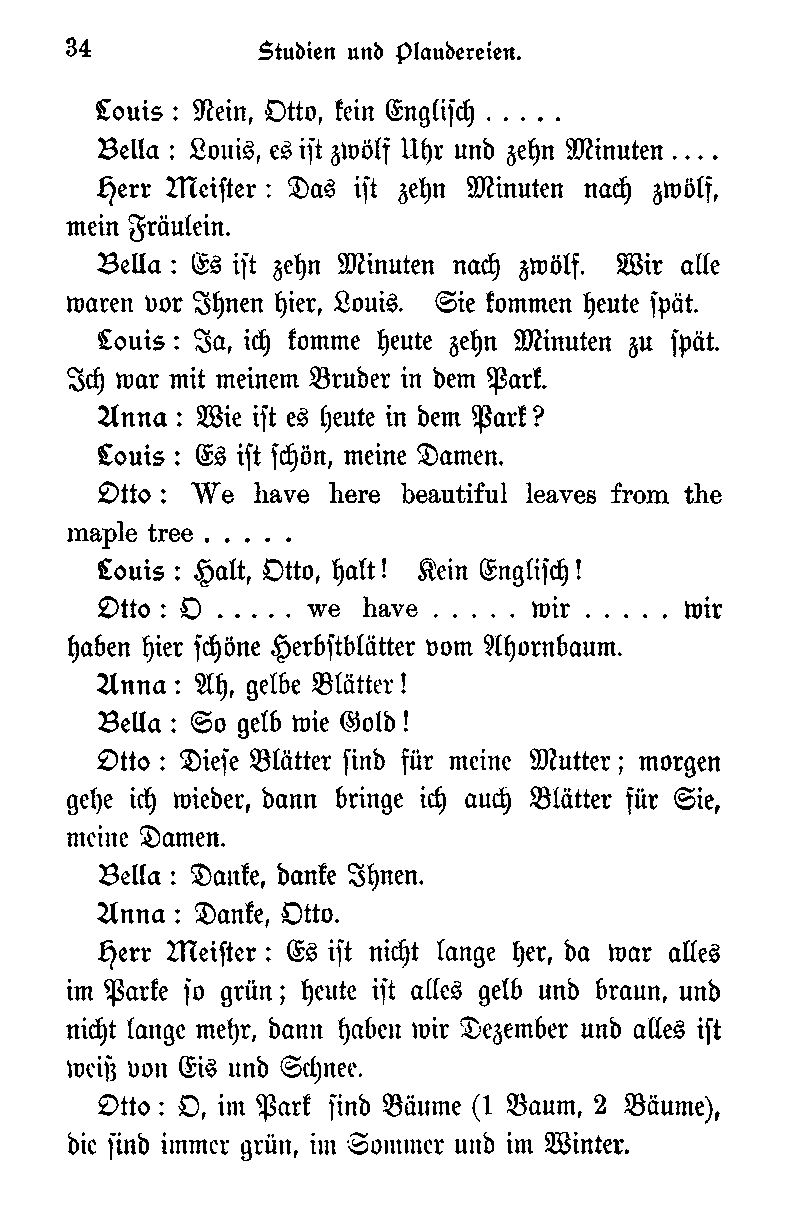 34 Studien und Plaudereien.
Louis : Nein, Otto, kein Englisch . . . . .
Bella : Louis, es ist zwölf Uhr und zehn Minuten . . . .
Herr Meister : Das ist zehn Minuten nach zwölf,
mein Fräulein.
Bella : Es ist zehn Minuten nach zwölf. Wir alle
waren vor Ihnen hier, Louis. Sie kommen heute spät.
Louis : Ja, ich komme heute zehn Minuten zu spät.
Ich war mit meinem Bruder in dem Park.
Anna : Wie ist es heute in dem Park?
Louis : Es ist schön, meine Damen.
Otto : We have here beautiful leaves from the
maple tree . . . . .
Louis : Halt, Otto, halt! Kein Englisch!
Otto : O . . . . . we have . . . . . wir . . . . . wir
haben hier schöne Herbstblätter vom Ahornbaum.
Anna : Ah, gelbe Blätter!
Bella : So gelb wie Gold!
Otto : Diese Blätter sind für meine Mutter; morgen
gehe ich wieder, dann bringe ich auch Blätter für Sie,
meine Damen.
Bella : Danke, danke Ihnen.
Anna : Danke, Otto.
Herr Meister : Es ist nicht lange her, da war alles
im Parke so grün; heute ist alles gelb und braun, und
nicht lange mehr, dann haben wir Dezember und alles ist
weiß von Eis und Schnee.
Otto : O, im Park sind Bäume (1 Baum, 2 Bäume),
die sind immer grün, im Sommer und im Winter.